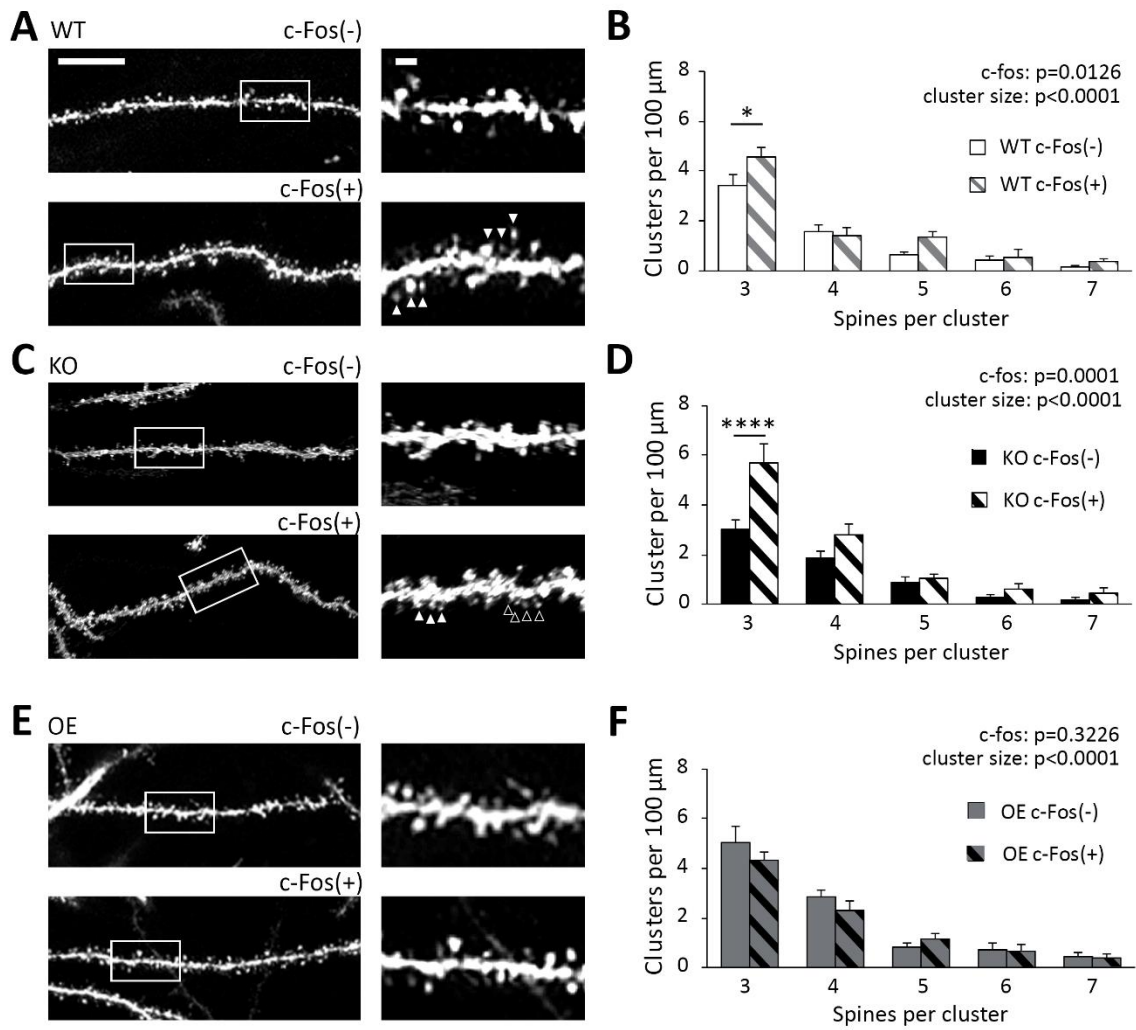 A
WT
c-Fos(-)
c-Fos(+)
B
c-fos: p=0.0126
cluster size: p<0.0001
*
WT c-Fos(-)
WT c-Fos(+)
Clusters per 100 µm
8
6
4
2
0
3 4 5 6 7
Spines per cluster
C
KO
c-Fos(-)
c-Fos(+)
D
c-fos: p=0.0001
cluster size: p<0.0001
****
KO c-Fos(-)
KO c-Fos(+)
Cluster per 100 µm
8
6
4
2
0
3 4 5 6 7
Spines per cluster
E
OE
c-Fos(-)
c-Fos(+)
F
c-fos: p=0.3226
cluster size: p<0.0001
OE c-Fos(-)
OE c-Fos(+)
Clusters per 100 µm
8
6
4
2
0
3 4 5 6 7
Spines per cluster